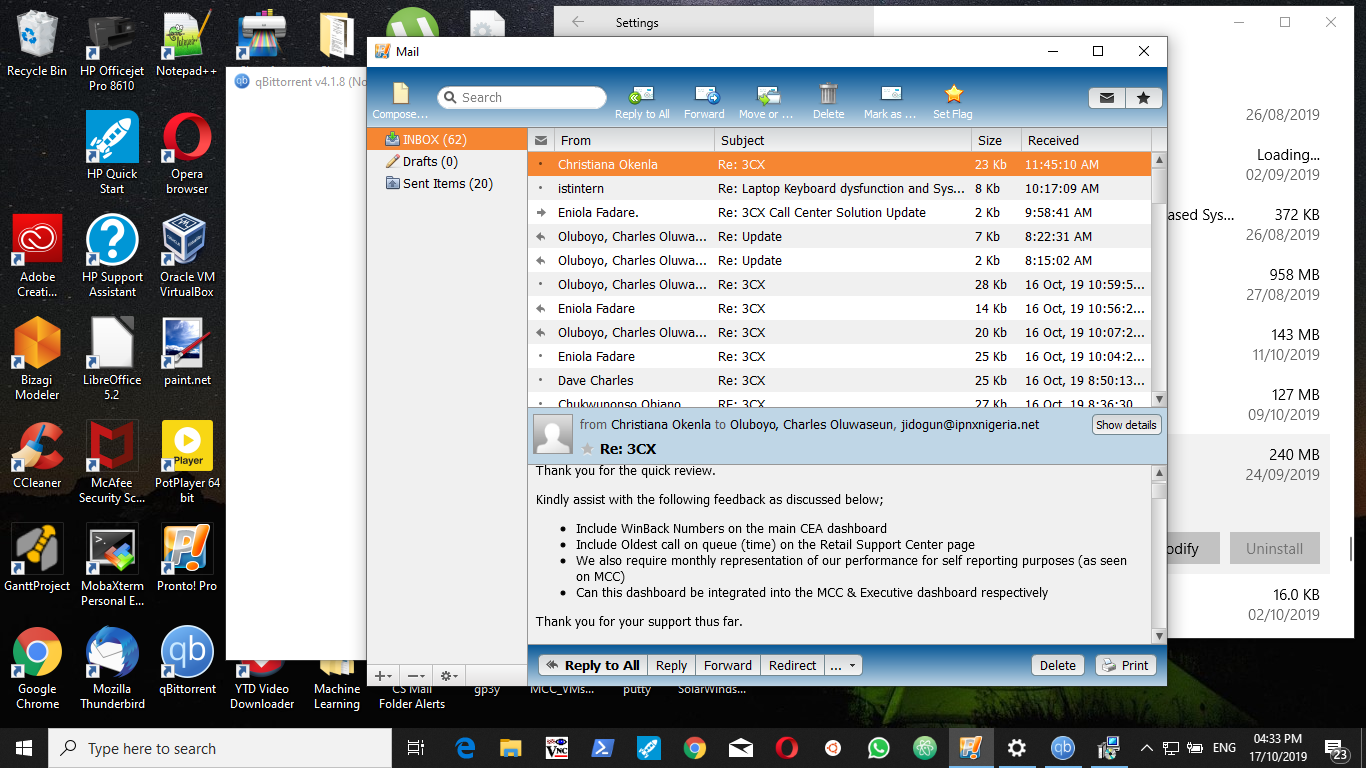 Recycle Bin
HP Officejet
Pro 8610
Notepad++
HP Quick
Start
Opera
browser
Adobe
Creati...
HP Support
Assistant
Oracle VM
VirtualBox
Bizagi
Modeler
LibreOffice
5.2
paint.net
CCleaner
McAfee
Security Sc...
PotPlayer 64
bit
Player
GanttProject
MobaXterm
Personal E...
Pronto! Pro
Google
Chrome
Mozilla
Thunderbird
qBittorrent
YTD Video
Downloader
Machine
Learning
CS Mail
Folder Alerts
gp3y
MCC_VMs...
putty
SolarWinds...
qBittorrent v4.1.8 (No
Settings
26/08/2019
Loading...
02/09/2019
ased Sys... 372 KB
26/08/2019
958 MB
27/08/2019
143 MB
11/10/2019
127 MB
09/10/2019
240 MB
24/09/2019
odify Uninstall
16.0 KB
02/10/2019
Mail
Compose...
Search
Reply to All
Forward
Move or ...
Delete
Mark as ...
Set Flag
INBOX (62)
Drafts (0)
Sent Items (20)
From Subject Size Received
Christiana Okenla Re: 3CX 23 Kb 11:45:10 AM
istintern Re: Laptop Keyboard dysfunction and Sys... 8 Kb 10:17:09 AM
Eniola Fadare. Re: 3CX Call Center Solution Update 2 Kb 9:58:41 AM
Oluboyo, Charles Oluwa... Re: Update 7 Kb 8:22:31 AM
Oluboyo, Charles Oluwa... Re: Update 2 Kb 8:15:02 AM
Oluboyo, Charles Oluwa... Re: 3CX 28 Kb 16 Oct, 19 10:59:5...
Eniola Fadare Re: 3CX 14 Kb 16 Oct, 19 10:56:2...
Oluboyo, Charles Oluwa... Re: 3CX 20 Kb 16 Oct, 19 10:07:2...
Eniola Fadare Re: 3CX 25 Kb 16 Oct, 19 10:04:2...
Dave Charles Re: 3CX 25 Kb 16 Oct, 19 8:50:13...
Chukwunonso Ohiano RE: 3CX 27 Kb 16 Oct, 19 8:36:30
from Christiana Okenla to Oluboyo, Charles Oluwaseun, jidogun@ipnxnigeria.net
Show details
Re: 3CX
Thank you for the quick review.
Kindly assist with the following feedback as discussed below;
• Include WinBack Numbers on the main CEA dashboard
• Include Oldest call on queue (time) on the Retail Support Center page
• We also require monthly representation of our performance for self reporting purposes (as seen
on MCC)
• Can this dashboard be integrated into the MCC & Executive dashboard respectively
Thank you for your support thus far.
Reply to All Reply Forward Redirect ... Delete Print
Type here to search
ENG
04:33 PM
17/10/2019
23